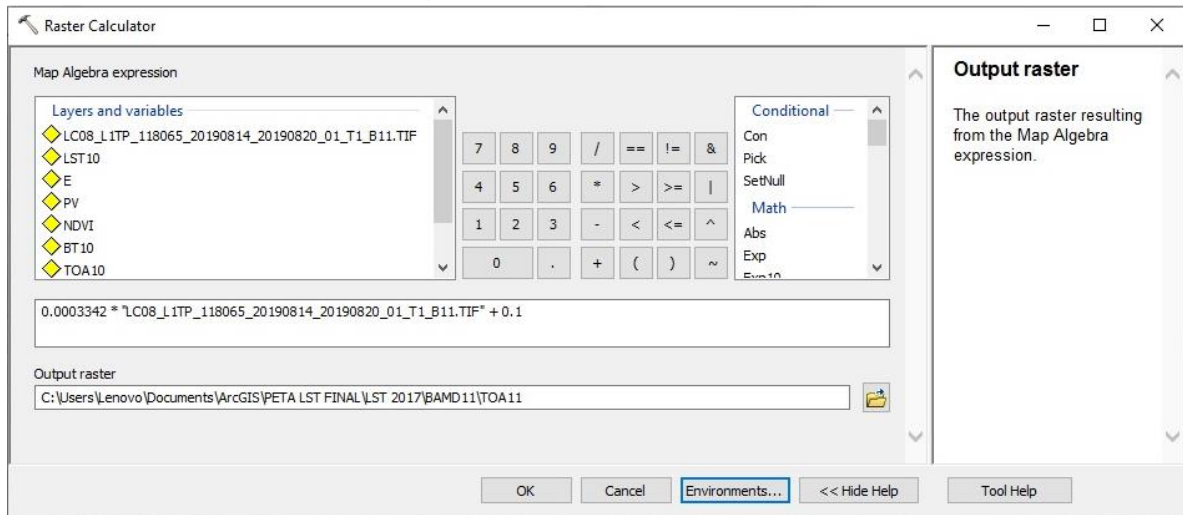 Raster Calculator
Map Algebra expression
Layers and variables
LC08_L1TP_118065_20190814_20190820_01_T1_B11.TIF
LST10
E
PV
NDVI
BT10
TOA10
7 8 9 / == != &
4 5 6 * > >= |
1 2 3 - < <= ^
0 . + ( ) ~
Conditional
Con
Pick
SetNull
Math
Abs
Exp
Exp10
0.0003342 * "LC08_L1TP_118065_20190814_20190820_01_T1_B11.TIF" + 0.1
Output raster
C:\Users\Lenovo\Documents\ArcGIS\PETA LST FINAL\LST 2017\BAMD11\TOA11
OK Cancel Environments... << Hide Help Tool Help
Output raster
The output raster resulting
from the Map Algebra
expression.